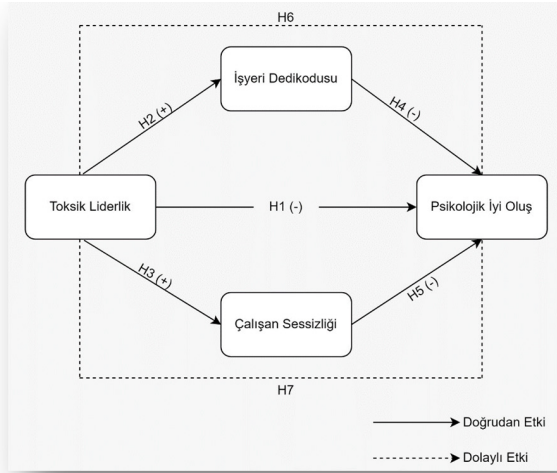 H6
İşyeri Dedikodusu
H2 (+)
H4 (-)
Toksik Liderlik
H1 (-)
Psikolojik İyi Oluş
H3 (+)
H5 (-)
Çalışan Sessizliği
H7
Doğrudan Etki
Dolaylı Etki